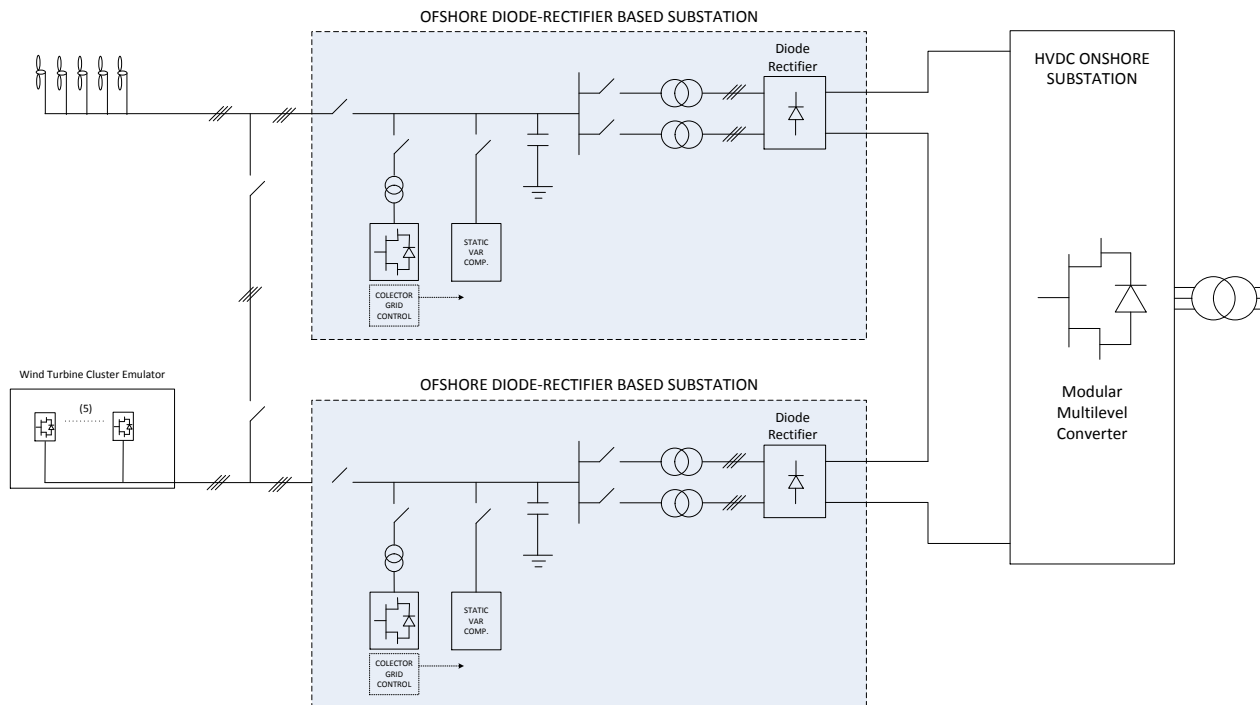 OFSHORE DIODE-RECTIFIER BASED SUBSTATION
Diode
Rectifier
HVDC ONSHORE
SUBSTATION
STATIC
VAR
COMP.
COLECTOR
GRID
CONTROL
Modular
Multilevel
Converter
Wind Turbine Cluster Emulator
(5)
OFSHORE DIODE-RECTIFIER BASED SUBSTATION
Diode
Rectifier
STATIC
VAR
COMP.
COLECTOR
GRID
CONTROL